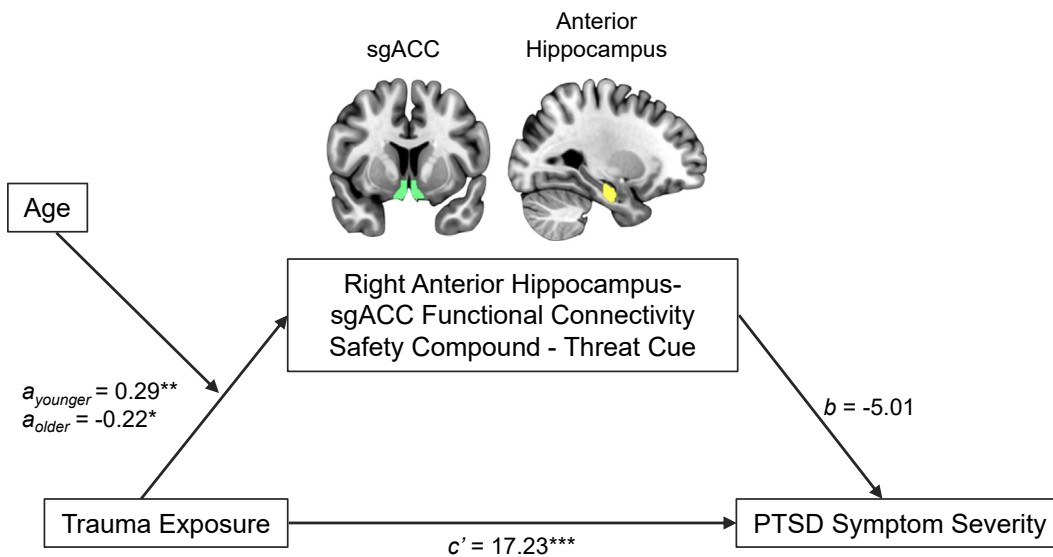 sgACC
Anterior
Hippocampus
Age
Right Anterior Hippocampus-
sgACC Functional Connectivity
Safety Compound - Threat Cue
a_younger = 0.29**
a_older = -0.22*
b = -5.01
Trauma Exposure
PTSD Symptom Severity
c’ = 17.23***